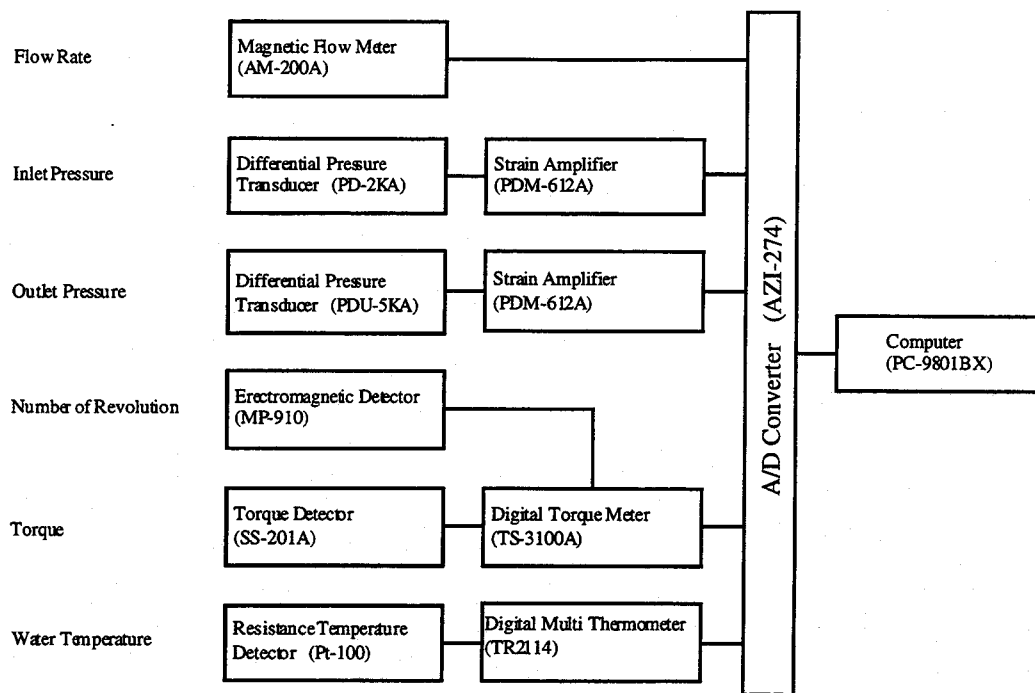 Flow Rate
Magnetic Flow Meter
(AM-200A)
Inlet Pressure
Differential Pressure
Transducer (PD-2KA)
Strain Amplifier
(PDM-612A)
Outlet Pressure
Differential Pressure
Transducer (PDU-5KA)
Strain Amplifier
(PDM-612A)
Number of Revolution
Erectromagnetic Detector
(MP-910)
Torque
Torque Detector
(SS-201A)
Digital Torque Meter
(TS-3100A)
Water Temperature
Resistance Temperature
Detector (Pt-100)
Digital Multi Thermometer
(TR2114)
A/D Converter (AZI-274)
Computer
(PC-9801BX)